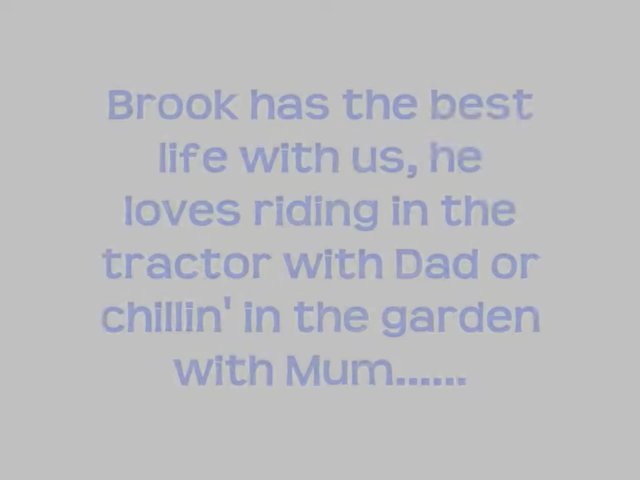 Brook has the best
life with us, he
loves riding in the
tractor with Dad or
chillin' in the garden
with Mum......